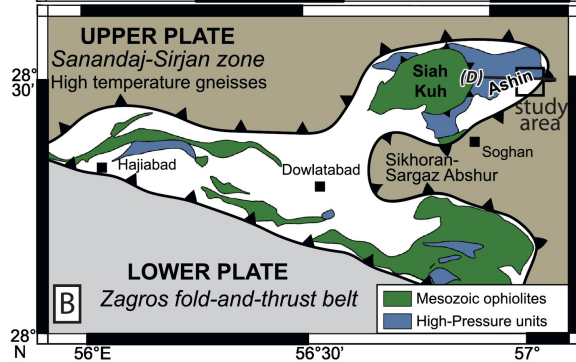 UPPER PLATE
Sanandaj-Sirjan zone
High temperature gneisses
28°
30'
Siah
Kuh
(D)
Ashin
study
area
Hajiabad
Dowlatabad
Sikhoran-
Sargaz Abshur
Soghan
LOWER PLATE
Zagros fold-and-thrust belt
B
Mesozoic ophiolites
High-Pressure units
28°
N
56°E
56°30'
57°